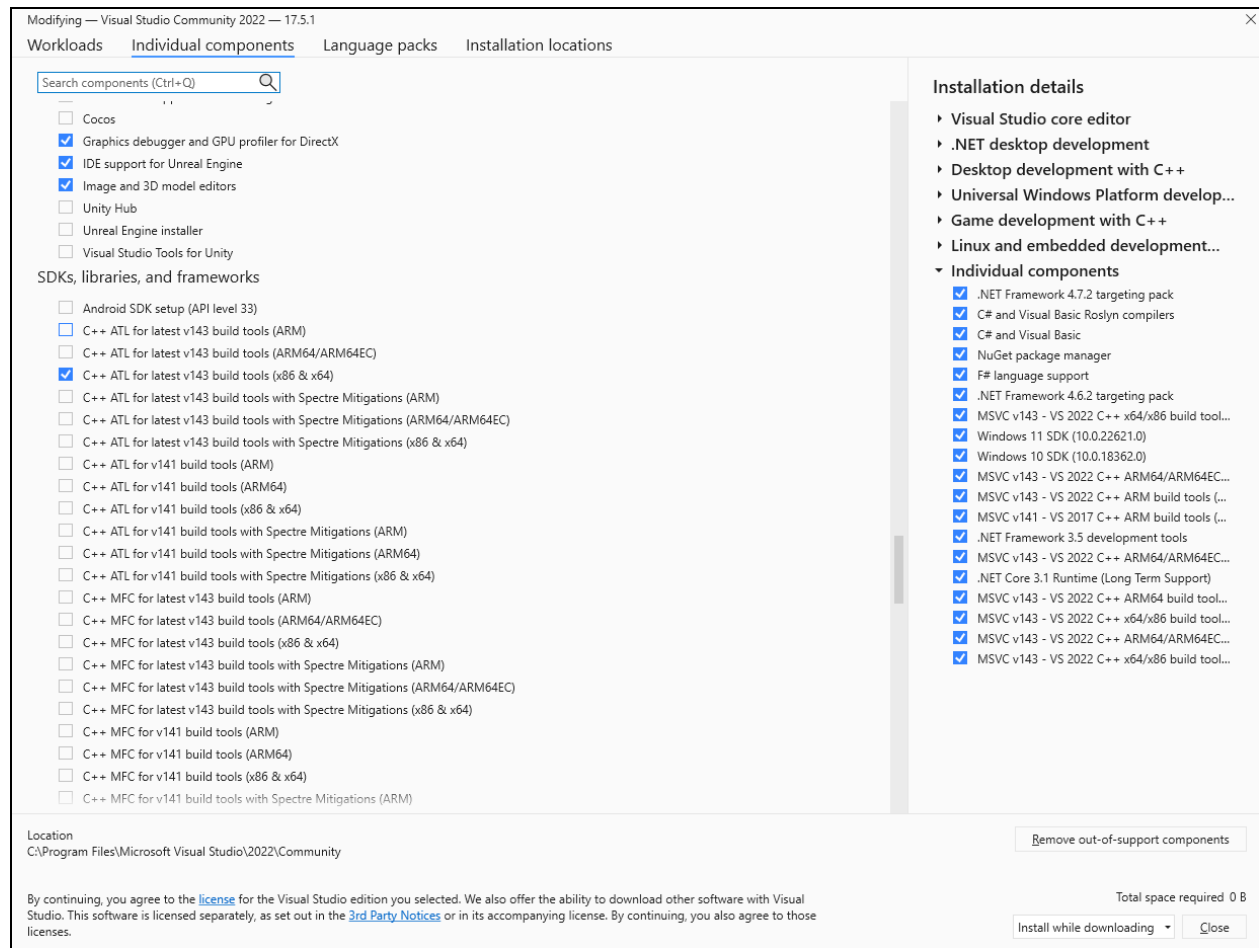 Modifying — Visual Studio Community 2022 — 17.5.1
Workloads
Individual components
Language packs
Installation locations
Search components (Ctrl+Q)
Cocos
Graphics debugger and GPU profiler for DirectX
IDE support for Unreal Engine
Image and 3D model editors
Unity Hub
Unreal Engine installer
Visual Studio Tools for Unity
SDKs, libraries, and frameworks
Android SDK setup (API level 33)
C++ ATL for latest v143 build tools (ARM)
C++ ATL for latest v143 build tools (ARM64/ARM64EC)
C++ ATL for latest v143 build tools (x86 & x64)
C++ ATL for latest v143 build tools with Spectre Mitigations (ARM)
C++ ATL for latest v143 build tools with Spectre Mitigations (ARM64/ARM64EC)
C++ ATL for latest v143 build tools with Spectre Mitigations (x86 & x64)
C++ ATL for v141 build tools (ARM)
C++ ATL for v141 build tools (ARM64)
C++ ATL for v141 build tools (x86 & x64)
C++ ATL for v141 build tools with Spectre Mitigations (ARM)
C++ ATL for v141 build tools with Spectre Mitigations (ARM64)
C++ ATL for v141 build tools with Spectre Mitigations (x86 & x64)
C++ MFC for latest v143 build tools (ARM)
C++ MFC for latest v143 build tools (ARM64/ARM64EC)
C++ MFC for latest v143 build tools (x86 & x64)
C++ MFC for latest v143 build tools with Spectre Mitigations (ARM)
C++ MFC for latest v143 build tools with Spectre Mitigations (ARM64/ARM64EC)
C++ MFC for latest v143 build tools with Spectre Mitigations (x86 & x64)
C++ MFC for v141 build tools (ARM)
C++ MFC for v141 build tools (ARM64)
C++ MFC for v141 build tools (x86 & x64)
C++ MFC for v141 build tools with Spectre Mitigations (ARM)
Installation details
Visual Studio core editor
.NET desktop development
Desktop development with C++
Universal Windows Platform develop...
Game development with C++
Linux and embedded development...
Individual components
.NET Framework 4.7.2 targeting pack
C# and Visual Basic Roslyn compilers
C# and Visual Basic
NuGet package manager
F# language support
.NET Framework 4.6.2 targeting pack
MSVC v143 - VS 2022 C++ x64/x86 build tool...
Windows 11 SDK (10.0.22621.0)
Windows 10 SDK (10.0.18362.0)
MSVC v143 - VS 2022 C++ ARM64/ARM64EC...
MSVC v143 - VS 2022 C++ ARM build tools (...
MSVC v141 - VS 2017 C++ ARM build tools (...
.NET Framework 3.5 development tools
MSVC v143 - VS 2022 C++ ARM64/ARM64EC...
.NET Core 3.1 Runtime (Long Term Support)
MSVC v143 - VS 2022 C++ ARM64 build tool...
MSVC v143 - VS 2022 C++ x64/x86 build tool...
MSVC v143 - VS 2022 C++ ARM64/ARM64EC...
MSVC v143 - VS 2022 C++ x64/x86 build tool...
Location
C:\Program Files\Microsoft Visual Studio\2022\Community
Remove out-of-support components
By continuing, you agree to the license for the Visual Studio edition you selected. We also offer the ability to download other software with Visual
Studio. This software is licensed separately, as set out in the 3rd Party Notices or in its accompanying license. By continuing, you also agree to those
licenses.
Total space required 0 B
Install while downloading
Close